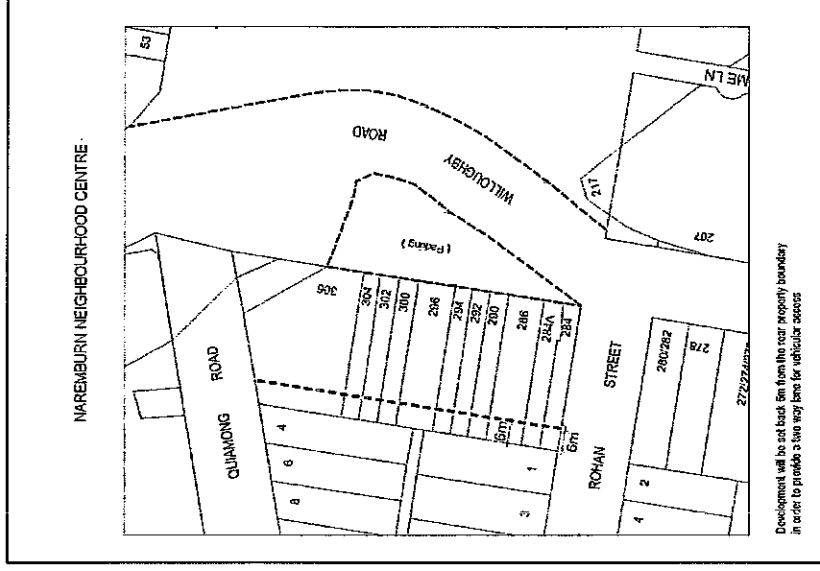 NAREMBURN NEIGHBOURHOOD CENTRE
53
ROAD
WILLOUGHBY
( Parking )
ME LN
217
207
306
304
302
300
296
294
292
290
286
284A
284
QUIAMONG
ROAD
4
6
8
6m
6m
1
3
ROHAN
STREET
280/282
278
2
4
Development will be set back 6m from the rear property boundary
in order to provide a two way lane for vehicular access